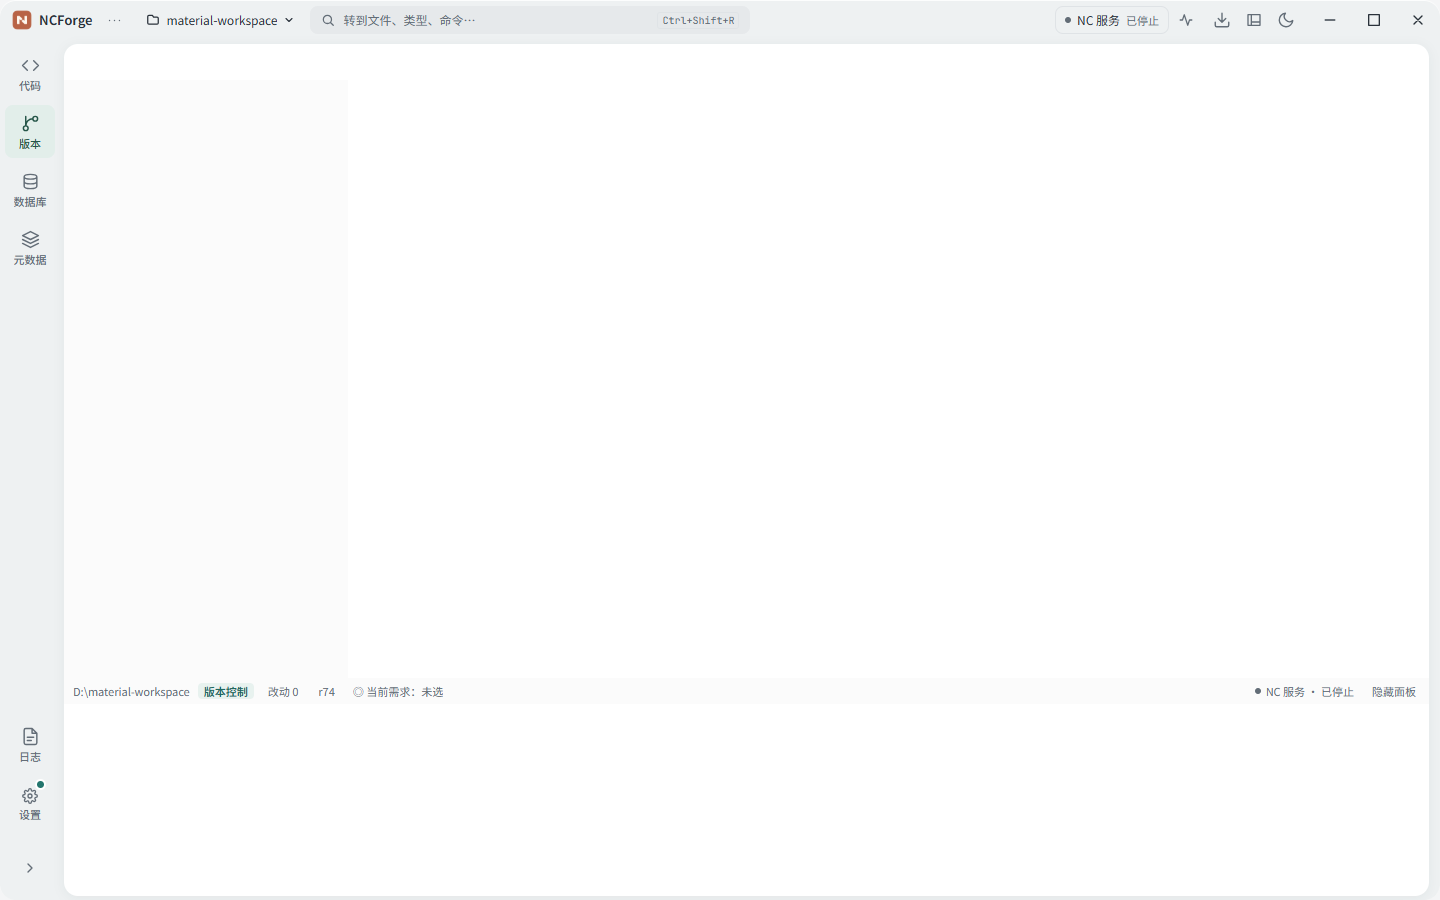 NCForge ··· material-workspace 转到文件、类型、命令··· Ctrl+Shift+R NC 服务 已停止
代码
版本
数据库
元数据
D:\material-workspace 版本控制 改动 0 r74 ◎ 当前需求：未选 NC 服务 · 已停止 隐藏面板
日志
设置